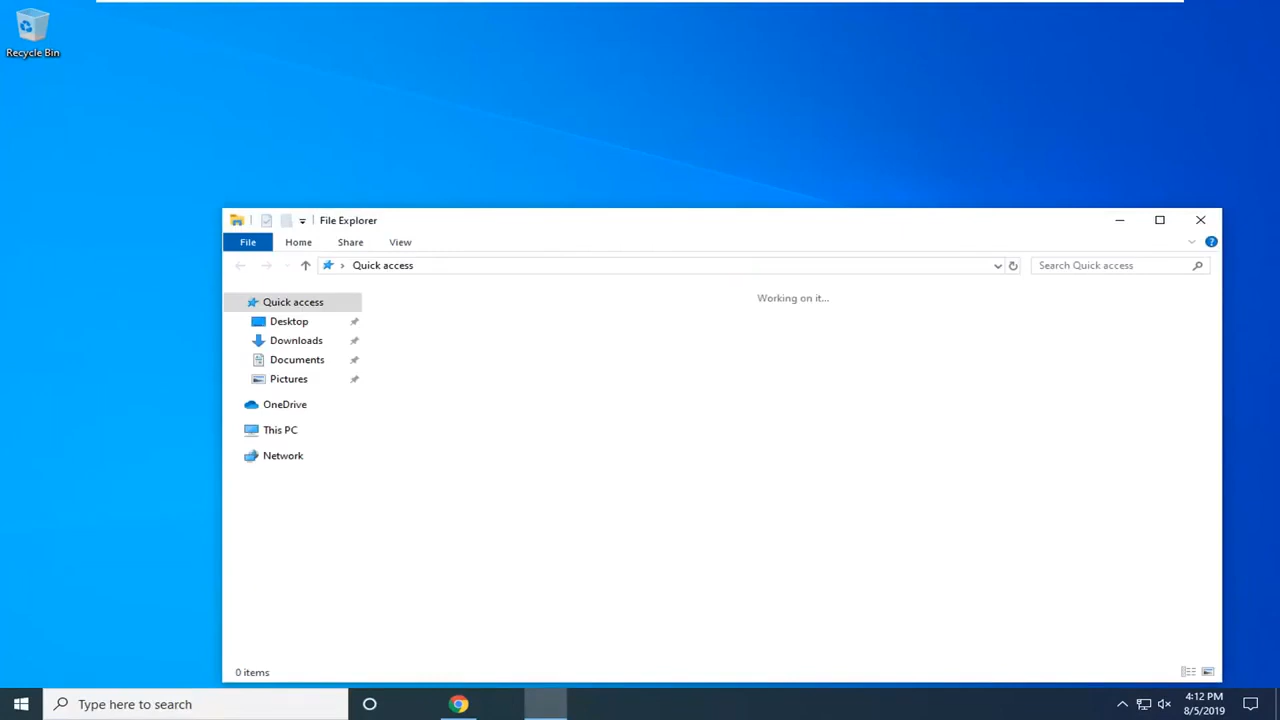 Recycle Bin
File Explorer
File Home Share View
Quick access
Search Quick access
Working on it...
Quick access
Desktop
Downloads
Documents
Pictures
OneDrive
This PC
Network
0 items
Type here to search
4:12 PM
8/5/2019